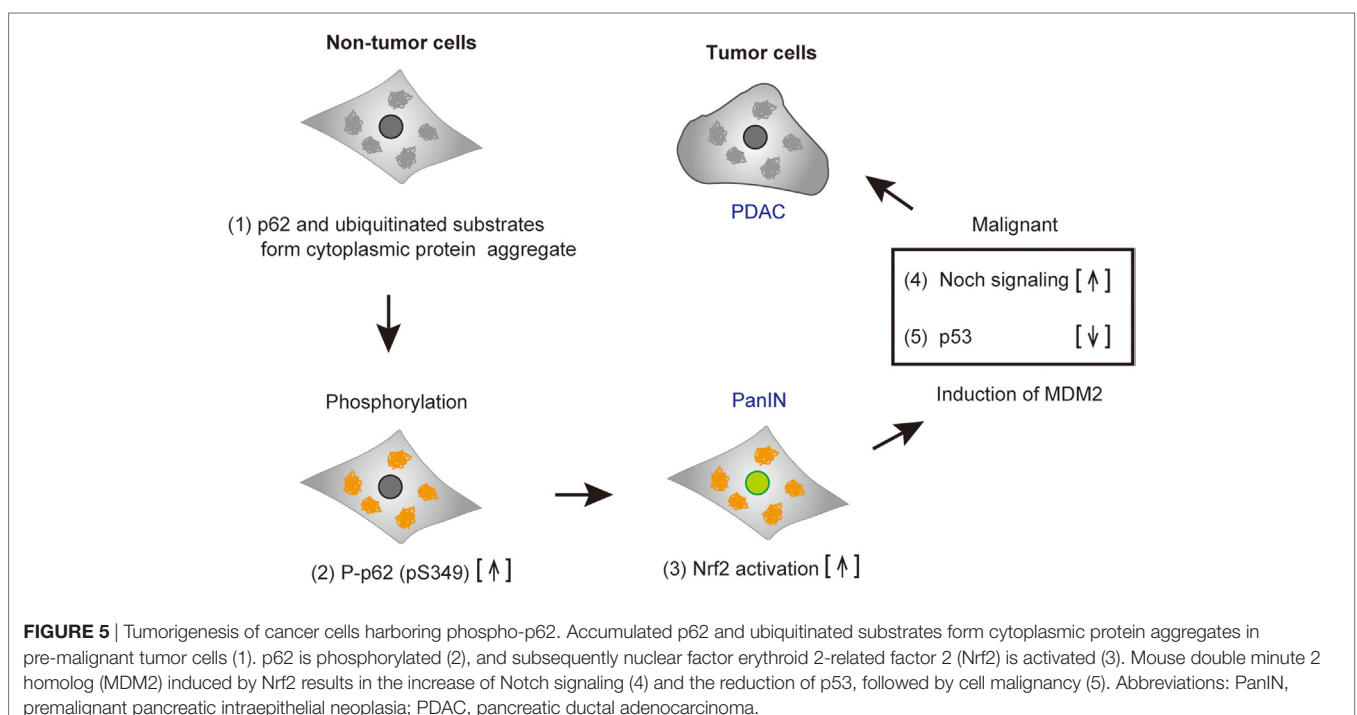 Non-tumor cells
(1) p62 and ubiquitinated substrates
form cytoplasmic protein aggregate
Phosphorylation
(2) P-p62 (pS349) [↑]
PanIN
(3) Nrf2 activation [↑]
Induction of MDM2
(4) Noch signaling [↑]
(5) p53 [↓]
Malignant
Tumor cells
PDAC
FIGURE 5 | Tumorigenesis of cancer cells harboring phospho-p62. Accumulated p62 and ubiquitinated substrates form cytoplasmic protein aggregates in
pre-malignant tumor cells (1). p62 is phosphorylated (2), and subsequently nuclear factor erythroid 2-related factor 2 (Nrf2) is activated (3). Mouse double minute 2
homolog (MDM2) induced by Nrf2 results in the increase of Notch signaling (4) and the reduction of p53, followed by cell malignancy (5). Abbreviations: PanIN,
premalignant pancreatic intraepithelial neoplasia; PDAC, pancreatic ductal adenocarcinoma.